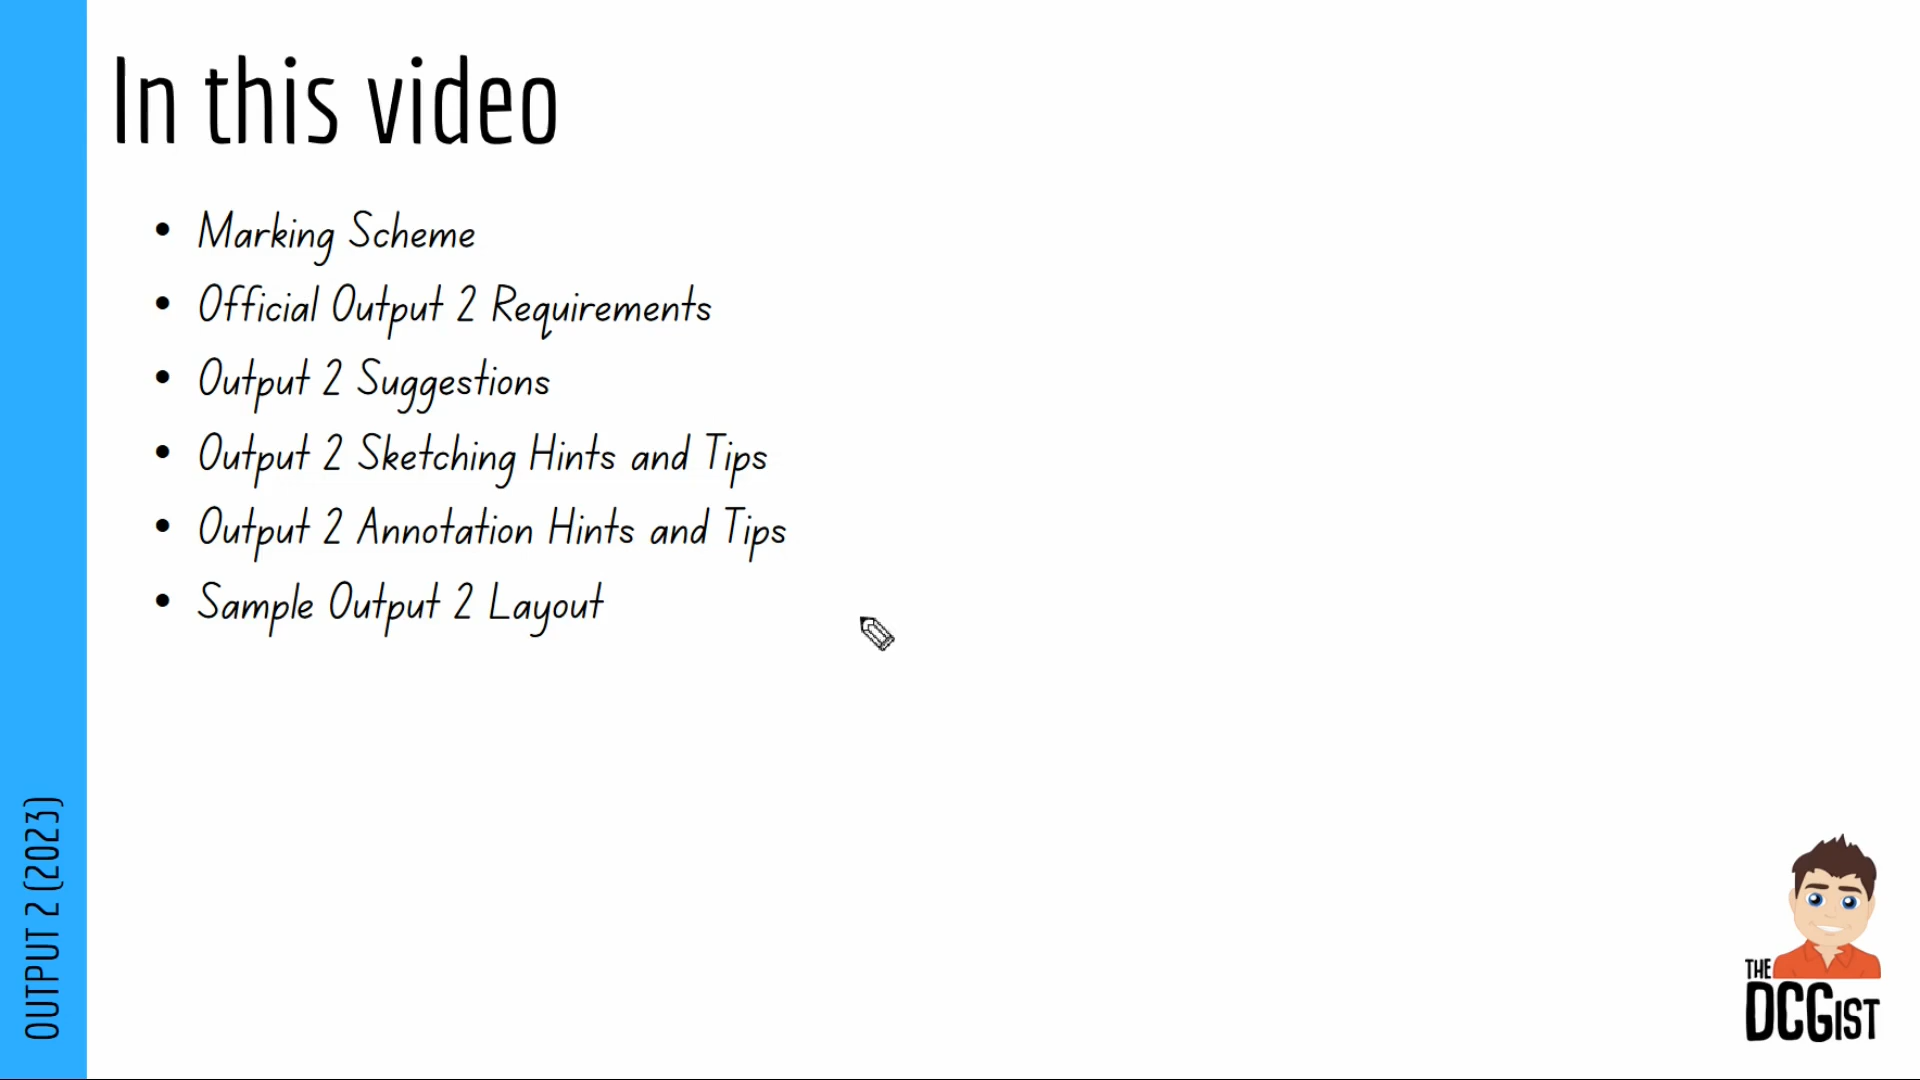 In this video
• Marking Scheme
• Official Output 2 Requirements
• Output 2 Suggestions
• Output 2 Sketching Hints and Tips
• Output 2 Annotation Hints and Tips
• Sample Output 2 Layout
OUTPUT 2 (2023)
THE
DCGIST